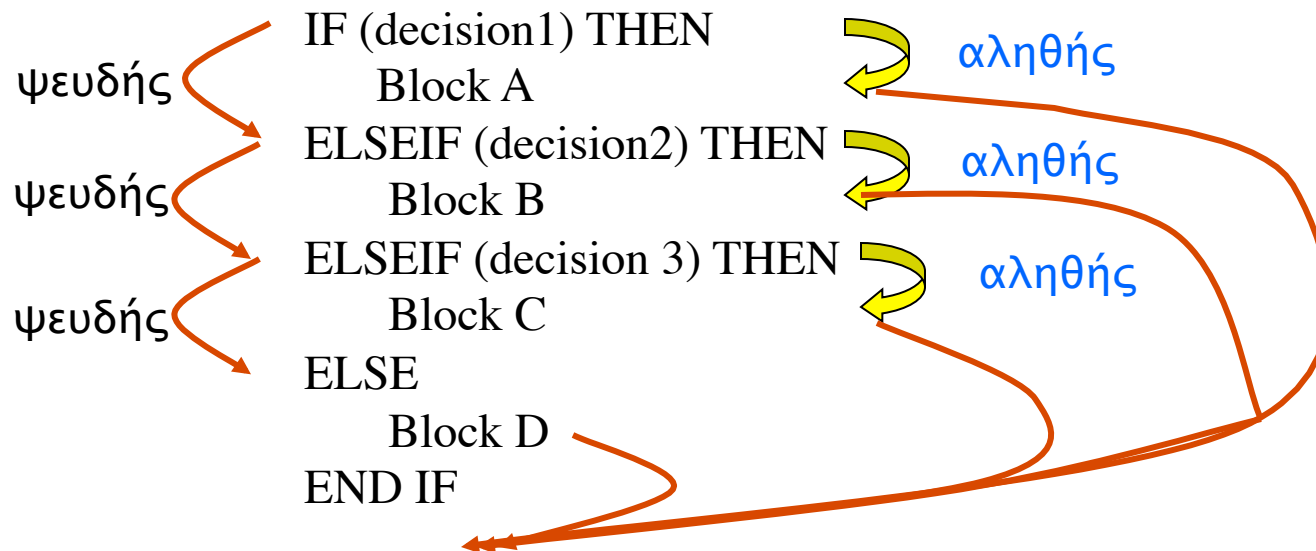 IF (decision1) THEN
αληθής
ψευδής
Block A
ELSEIF (decision2) THEN
αληθής
ψευδής
Block B
ELSEIF (decision 3) THEN
αληθής
ψευδής
Block C
ELSE
Block D
END IF